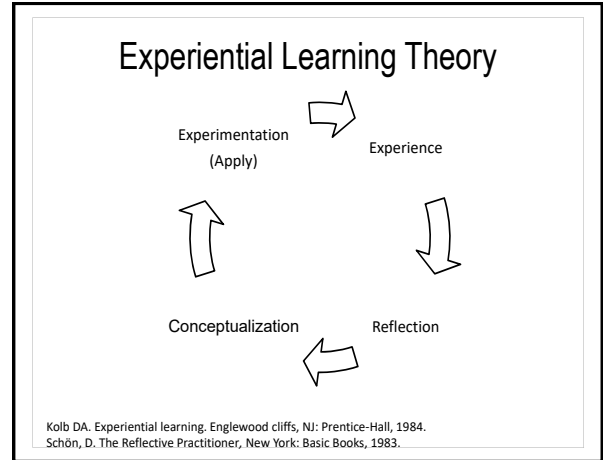 Experiential Learning Theory
Experimentation
(Apply)
Experience
Conceptualization
Reflection
Kolb DA. Experiential learning. Englewood cliffs, NJ: Prentice-Hall, 1984.
Schön, D. The Reflective Practitioner, New York: Basic Books, 1983.